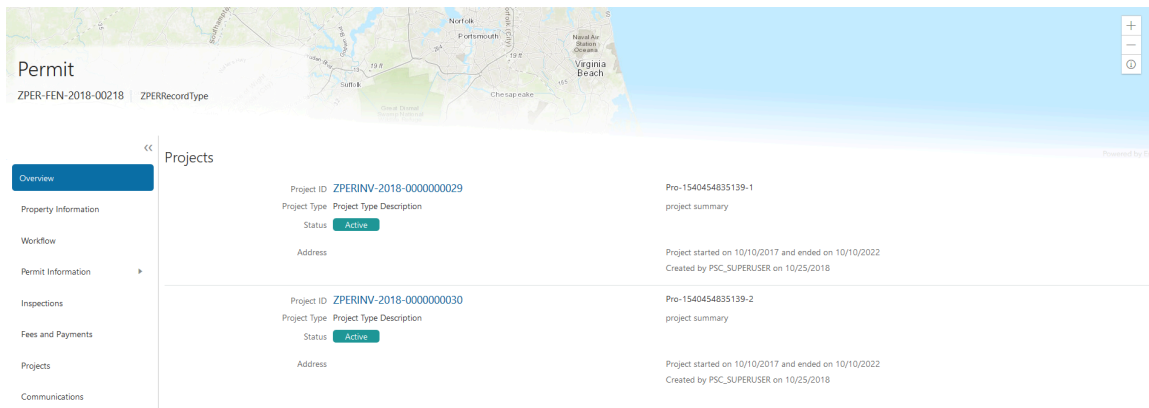 Norfolk
Portsmouth
Naval Air
Station
Oceana
Virginia
Beach
Suffolk
Chesapeake
Permit
ZPER-FEN-2018-00218 ZPERRecordType
Overview
Property Information
Workflow
Permit Information
Inspections
Fees and Payments
Projects
Communications
Projects
Project ID ZPERINV-2018-0000000029 Pro-1540454835139-1
Project Type Project Type Description project summary
Status Active
Address Project started on 10/10/2017 and ended on 10/10/2022
Created by PSC_SUPERUSER on 10/25/2018
Project ID ZPERINV-2018-0000000030 Pro-1540454835139-2
Project Type Project Type Description project summary
Status Active
Address Project started on 10/10/2017 and ended on 10/10/2022
Created by PSC_SUPERUSER on 10/25/2018